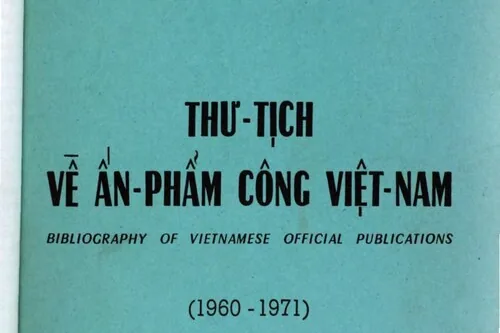 THƯ-TỊCH
VỀ ẤN-PHẨM CÔNG VIỆT-NAM
BIBLIOGRAPHY OF VIETNAMESE OFFICIAL PUBLICATIONS
(1960-1971)